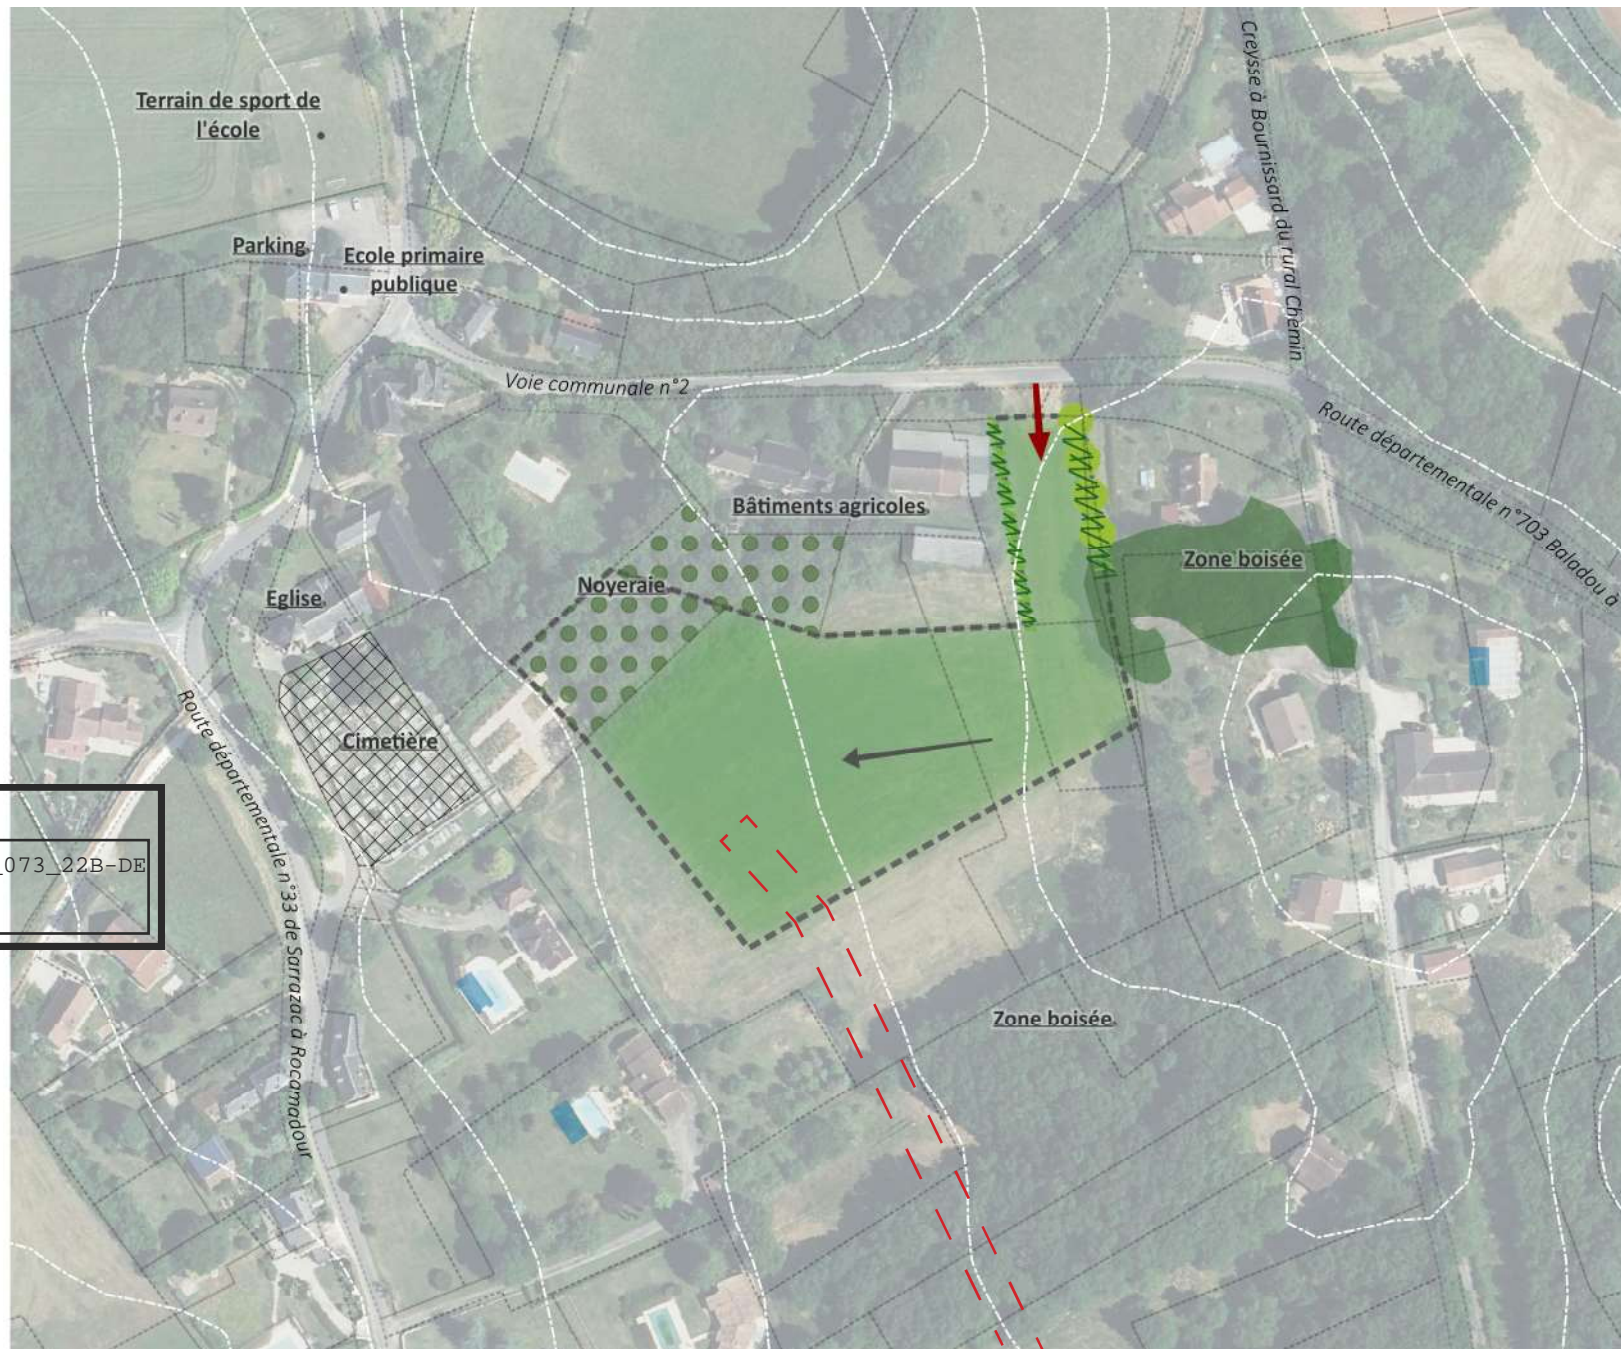 Terrain de sport de
l'école
Parking
Ecole primaire
publique
Voie communale n°2
Creysse à Bournissard du rural Chemin
Route départementale n°703 Baladou à
Bâtiments agricoles
Noyeraie
Zone boisée
Eglise
Cimetière
Route départementale n°33 de Sarrazac à Rocamadour
_073_22B-DE
Zone boisée